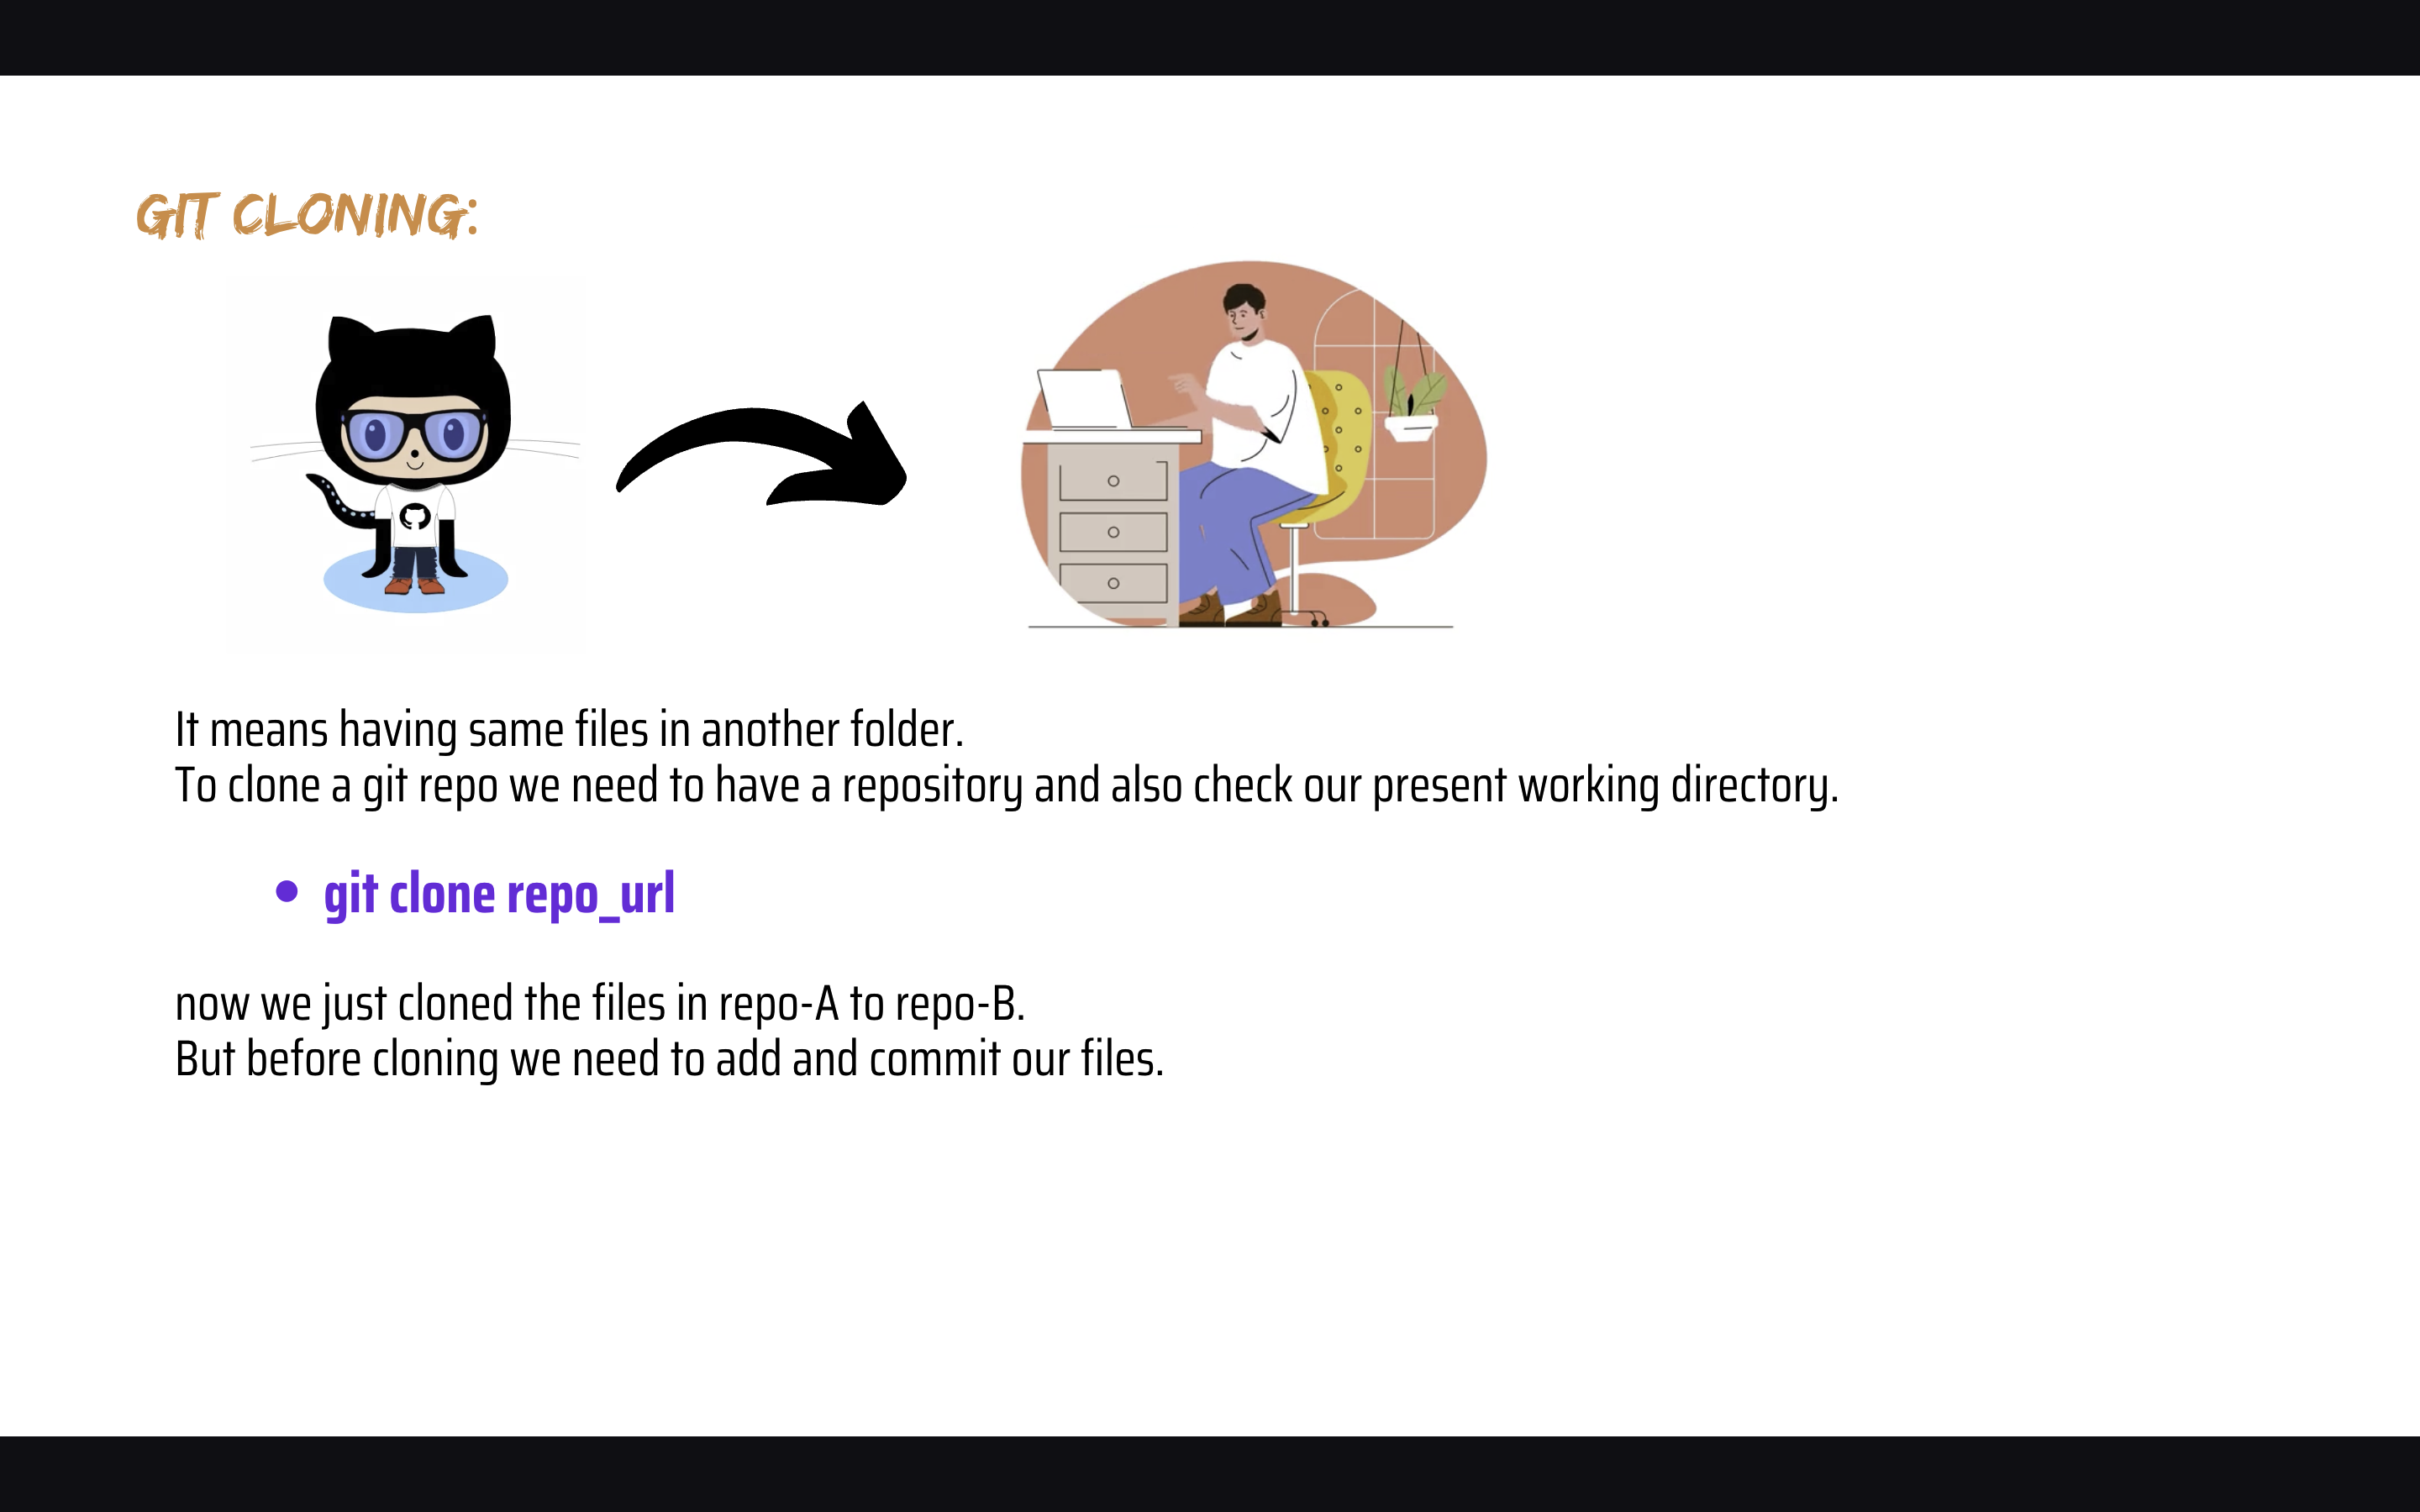 GIT CLONING:
It means having same files in another folder.
To clone a git repo we need to have a repository and also check our present working directory.
• git clone repo_url
now we just cloned the files in repo-A to repo-B.
But before cloning we need to add and commit our files.